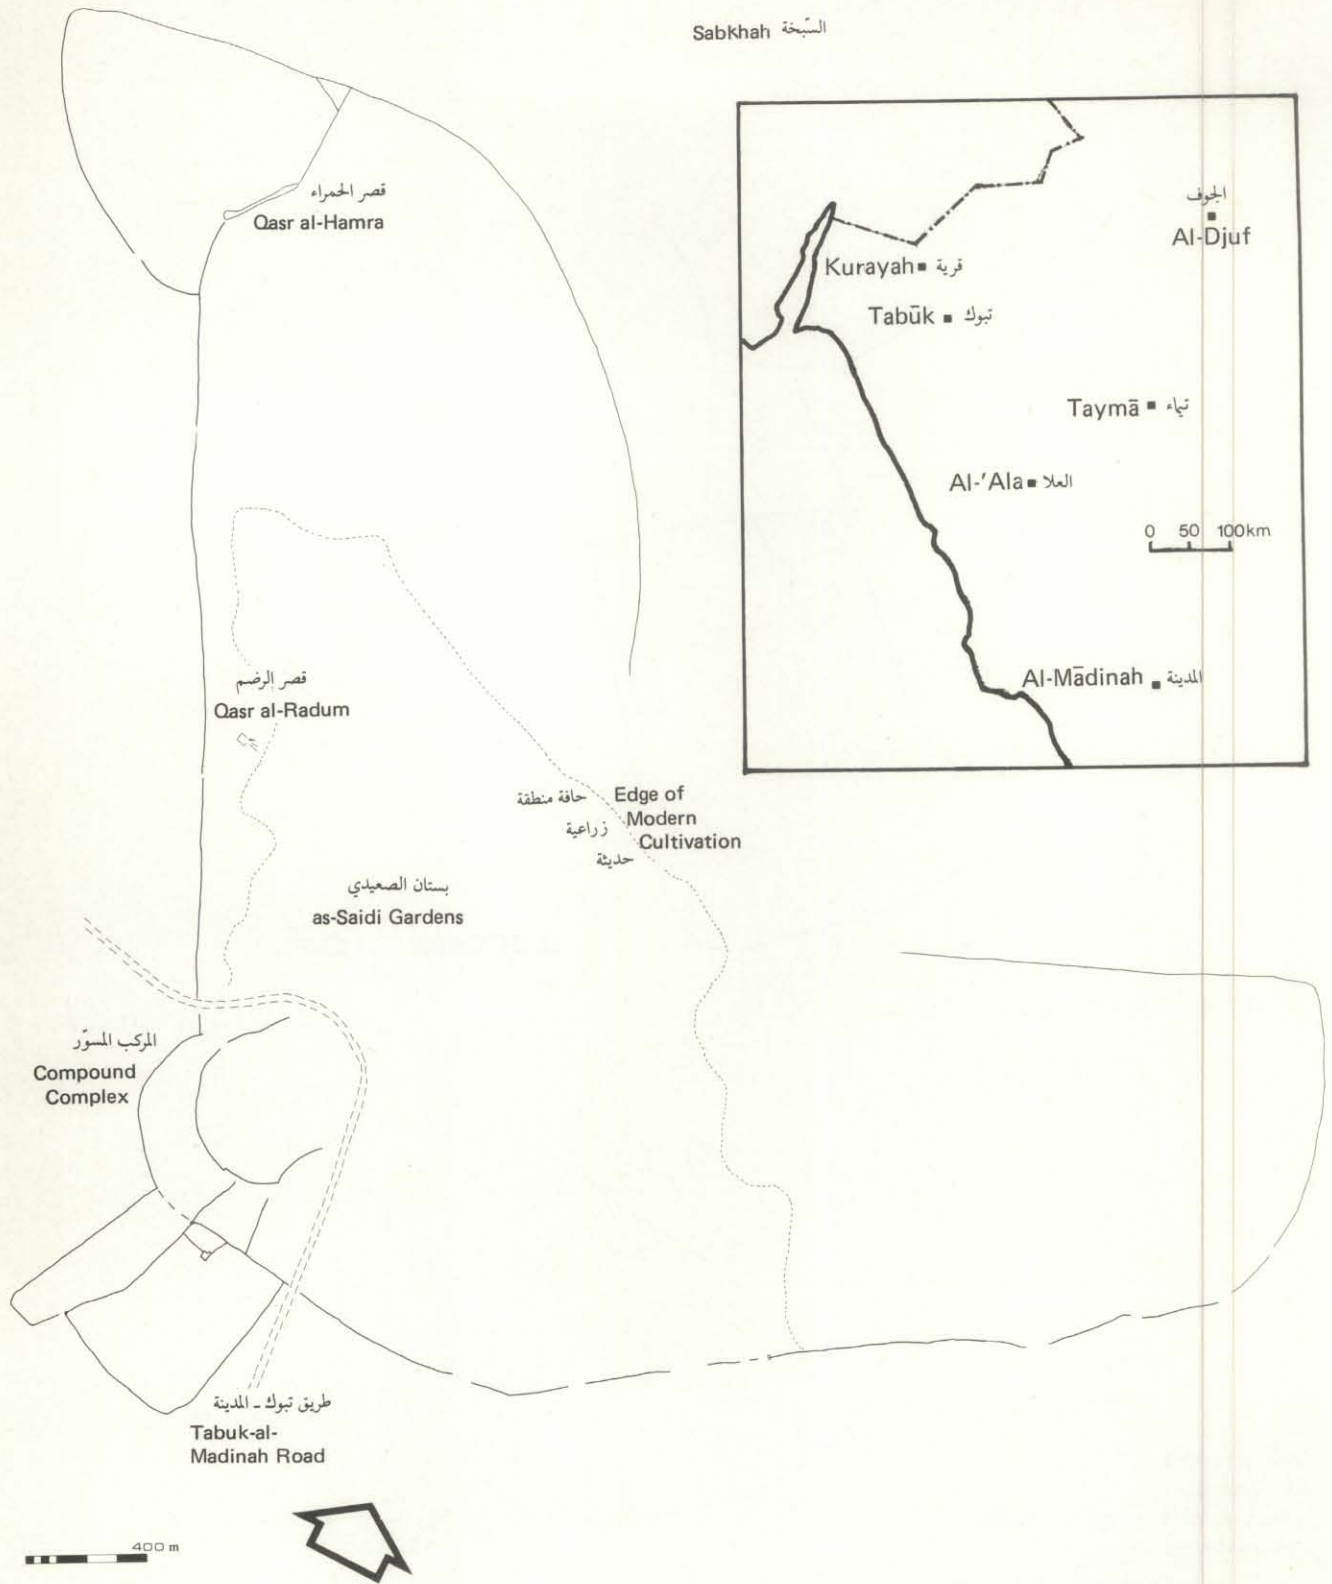 Sabkhah السّبخة
قصر الحمراء
Qasr al-Hamra
الجوف
Al-Djuf
Kurayah قرية
Tabūk تبوك
Taymā تيماء
Al-'Ala العلا
0 50 100km
Al-Mādinah المدينة
قصر الرضم
Qasr al-Radum
حافة منطقة
زراعية
حديثة
Edge of
Modern
Cultivation
بستان الصعيدي
as-Saidi Gardens
المركب المسوّر
Compound
Complex
طريق تبوك - المدينة
Tabuk-al-
Madinah Road
400 m